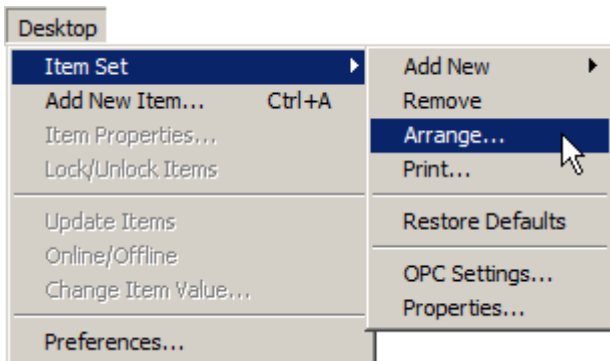 Desktop
Item Set
Add New Item... Ctrl+A
Item Properties...
Lock/Unlock Items
Update Items
Online/Offline
Change Item Value...
Preferences...
Add New
Remove
Arrange...
Print...
Restore Defaults
OPC Settings...
Properties...